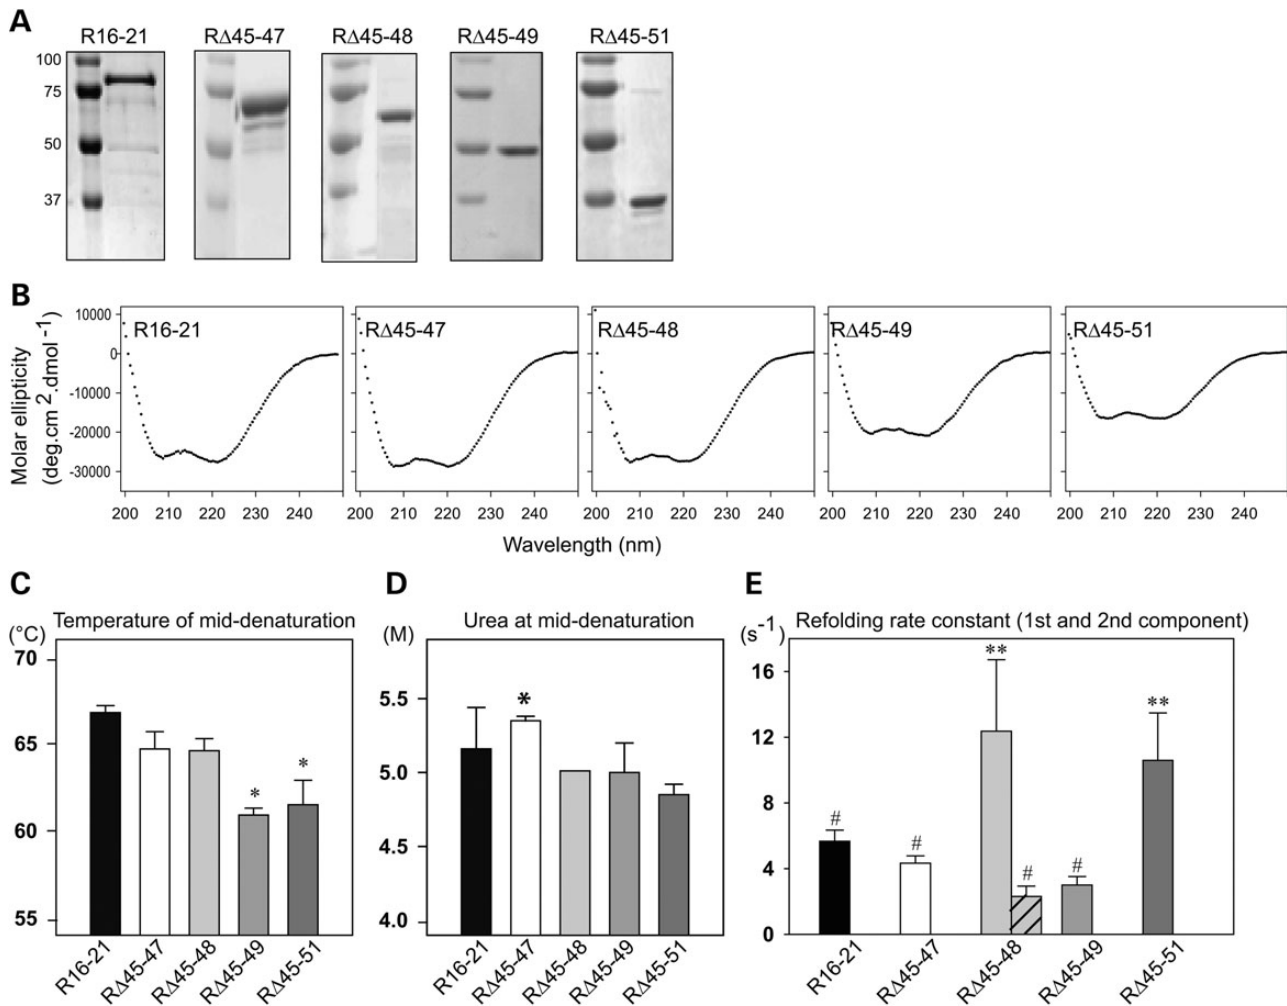 A
R16-21 RΔ45-47 RΔ45-48 RΔ45-49 RΔ45-51
100
75
50
37
B
R16-21 RΔ45-47 RΔ45-48 RΔ45-49 RΔ45-51
Molar ellipticity
(deg.cm 2.dmol -1)
10000
0
-10000
-20000
-30000
200 210 220 230 240 200 210 220 230 240 200 210 220 230 240 200 210 220 230 240 200 210 220 230 240
Wavelength (nm)
C
Temperature of mid-denaturation
(°C)
70
65
60
55
* *
R16-21 RΔ45-47 RΔ45-48 RΔ45-49 RΔ45-51
D
Urea at mid-denaturation
(M)
5.5
5.0
4.5
4.0
*
R16-21 RΔ45-47 RΔ45-48 RΔ45-49 RΔ45-51
E
Refolding rate constant (1st and 2nd component)
(s-1)
16
12
8
4
0
# # ** # # **
R16-21 RΔ45-47 RΔ45-48 RΔ45-49 RΔ45-51